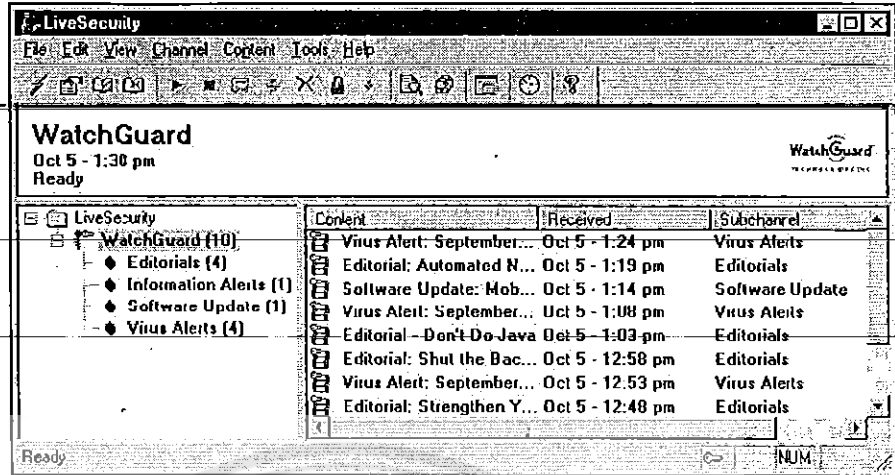 LiveSecurity
File Edit View Channel Content Tools Help
WatchGuard
Oct 5 - 1:30 pm
Ready
WatchGuard
LiveSecurity
WatchGuard (10)
Editorials (4)
Information Alerts (1)
Software Update (1)
Virus Alerts (4)
Content Received Subchannel
Virus Alert: September... Oct 5 - 1:24 pm Virus Alerts
Editorial: Automated N... Oct 5 - 1:19 pm Editorials
Software Update: Mob... Oct 5 - 1:14 pm Software Update
Virus Alert: September... Oct 5 - 1:08 pm Virus Alerts
Editorial - Don't Do Java Oct 5 - 1:03 pm Editorials
Editorial: Shut the Bac... Oct 5 - 12:58 pm Editorials
Virus Alert: September... Oct 5 - 12:53 pm Virus Alerts
Editorial: Strengthen Y... Oct 5 - 12:48 pm Editorials
Ready NUM